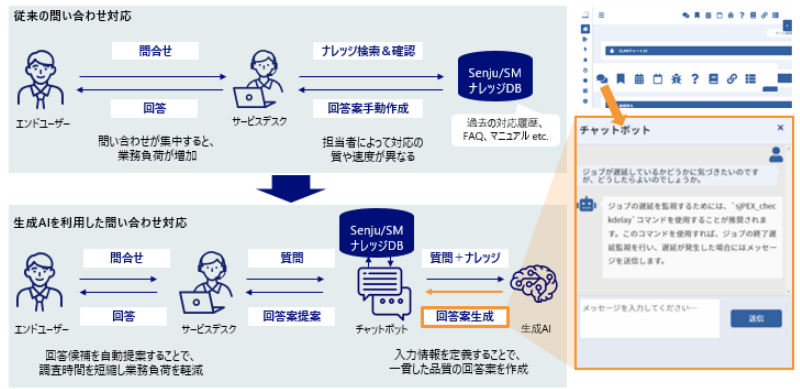 従来の問い合わせ対応
問合せ
回答
エンドユーザー
サービスデスク
ナレッジ検索＆確認
回答案手動作成
Senju/SM
ナレッジDB
過去の対応履歴、
FAQ、マニュアル etc.
問い合わせが集中すると、
業務負荷が増加
担当者によって対応の
質や速度が異なる
生成AIを利用した問い合わせ対応
Senju/SM
ナレッジDB
問合せ
回答
質問
回答案提案
質問＋ナレッジ
回答案生成
エンドユーザー
サービスデスク
チャットボット
生成AI
回答候補を自動提案することで、
調査時間を短縮し業務負荷を軽減
入力情報を定義することで、
一貫した品質の回答案を作成
チャットボット
×
ジョブが遅延しているかどうかに気づきたいのです
が、どうしたらよいのでしょうか。
ジョブの遅延を監視するためには、`sjPEX_chec
kdelay`コマンドを使用することが推奨されま
す。このコマンドを使用すれば、ジョブの終了遅
延監視を行い、遅延が発生した場合にはメッセー
ジを送信します。
メッセージを入力してください…
送信